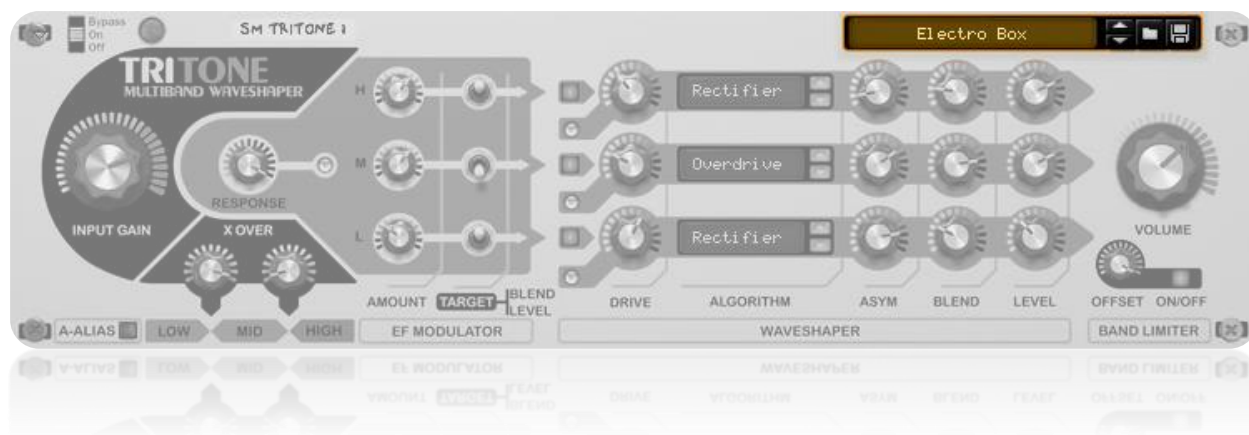 Bypass
On
Off
SM TRITONE 1
Electro Box
TRITONE
MULTIBAND WAVESHAPER
H
Rectifier
M
Overdrive
RESPONSE
INPUT GAIN
X OVER
L
Rectifier
VOLUME
AMOUNT
TARGET
BLEND
LEVEL
DRIVE
ALGORITHM
ASYM
BLEND
LEVEL
OFFSET
ON/OFF
A-ALIAS
LOW
MID
HIGH
EF MODULATOR
WAVESHAPER
BAND LIMITER